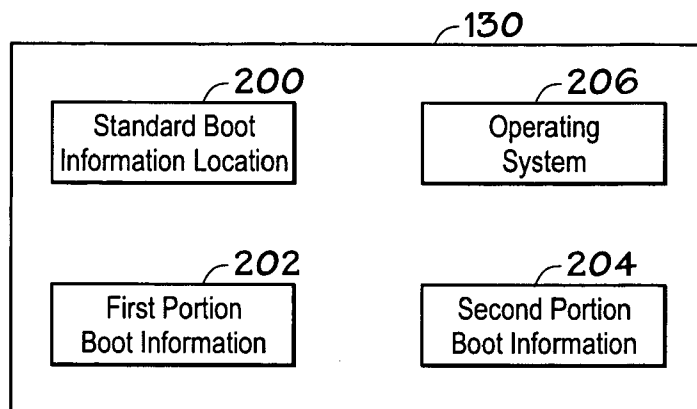 130
200
Standard Boot
Information Location
206
Operating
System
202
First Portion
Boot Information
204
Second Portion
Boot Information